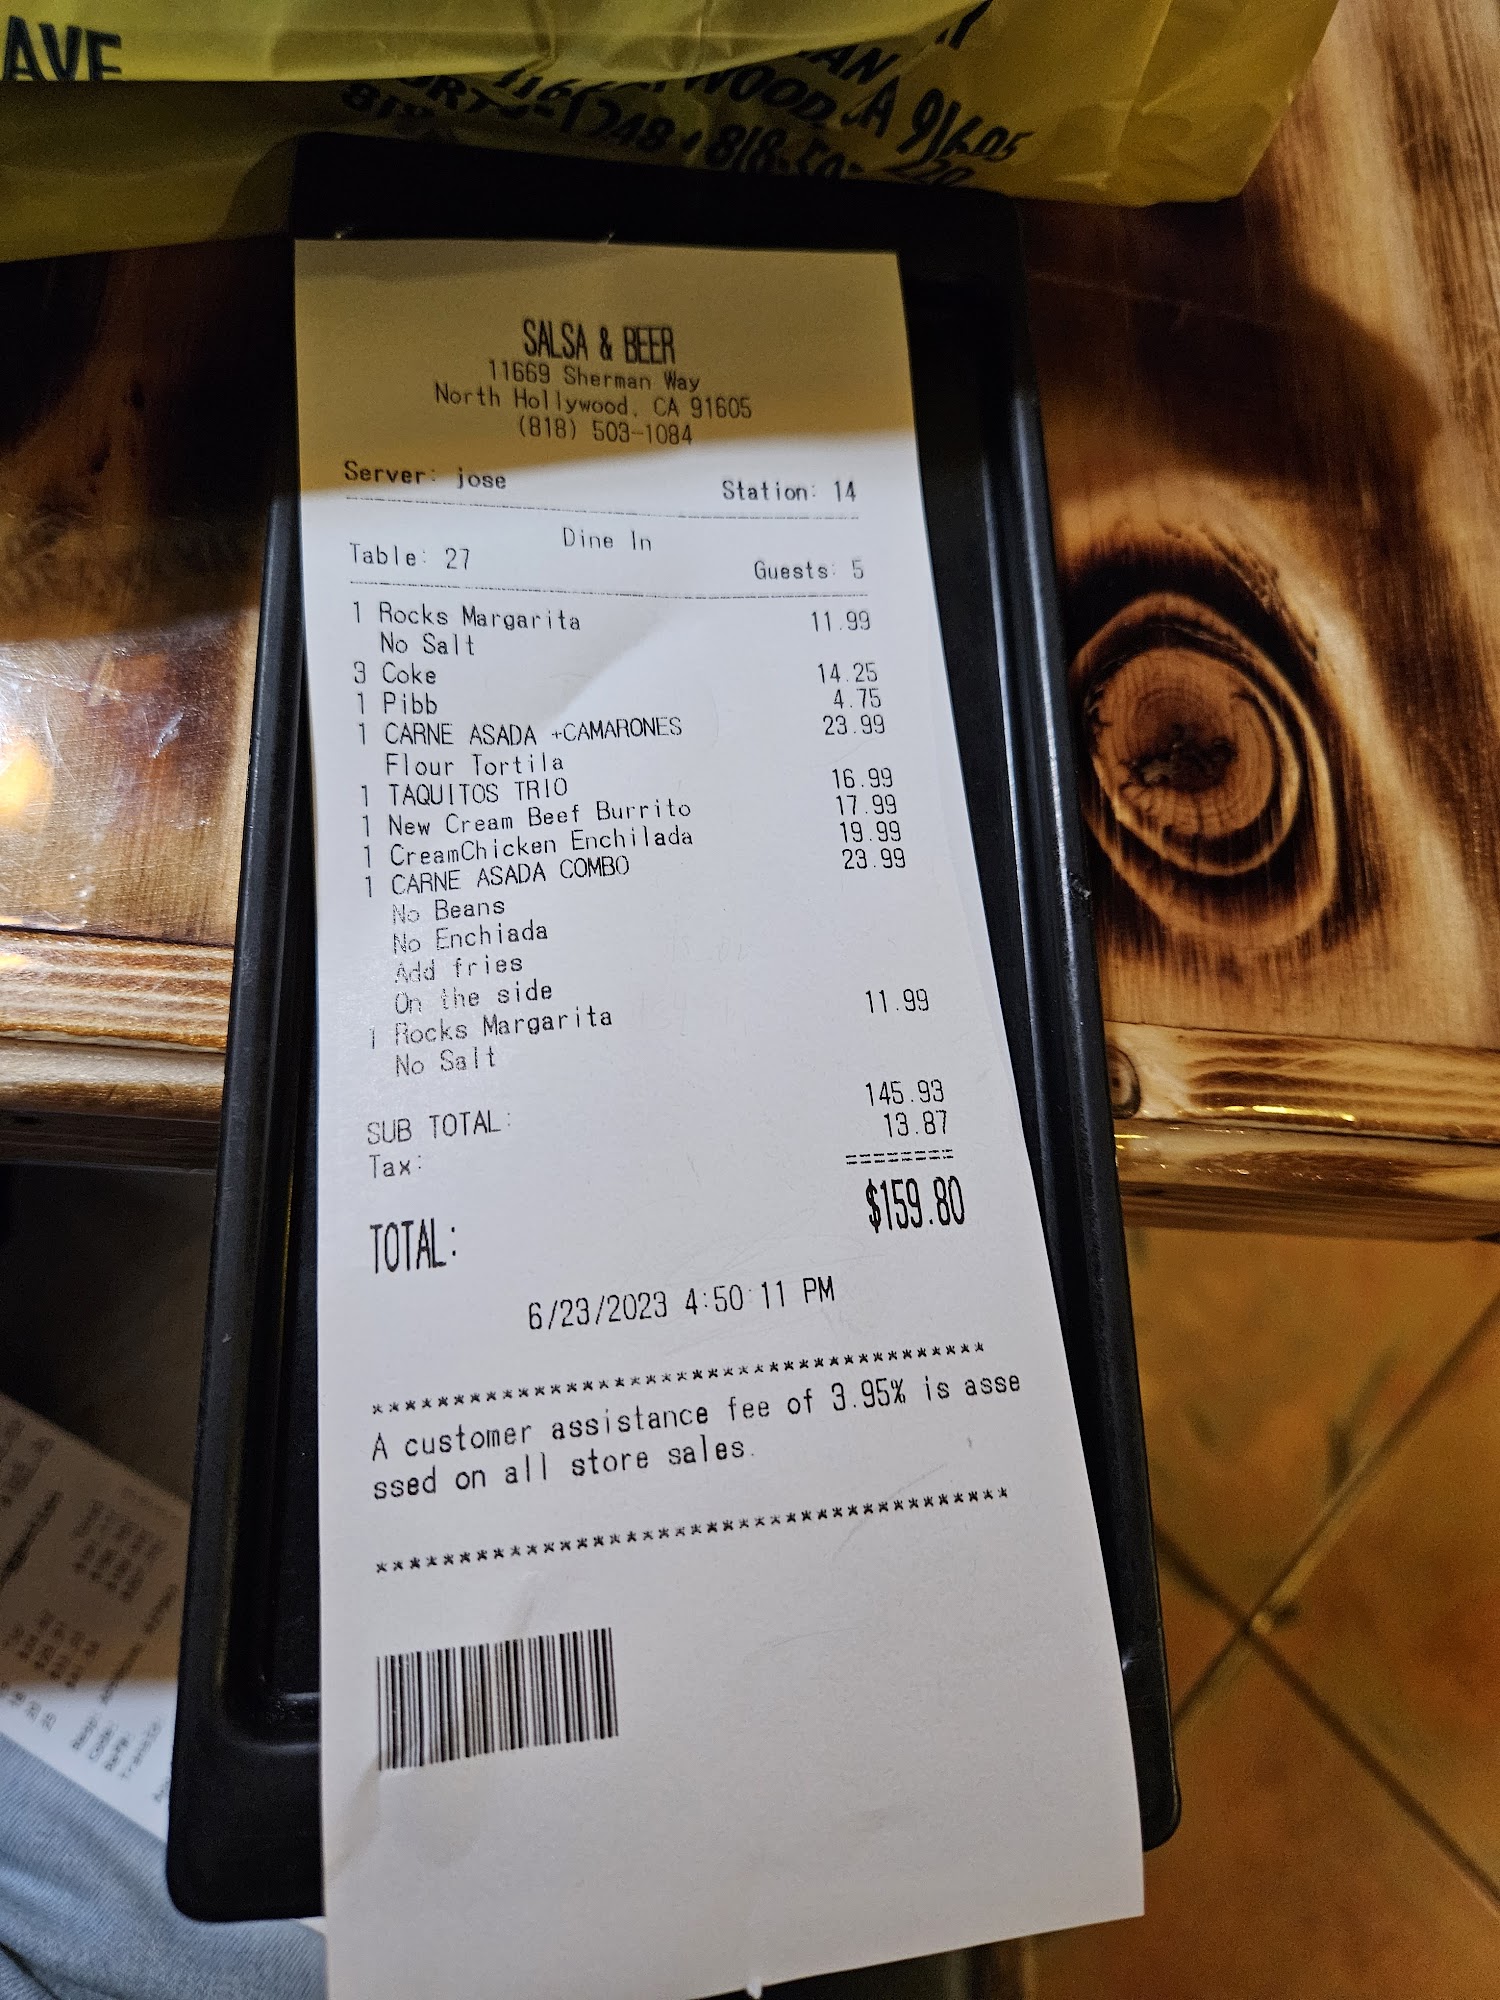 AVE
WOOD, CA 91605
SALSA & BEER
11669 Sherman Way
North Hollywood, CA 91605
(818) 503-1084
Server: jose Station: 14
Dine In
Table: 27 Guests: 5
1 Rocks Margarita 11.99
No Salt
3 Coke 14.25
1 Pibb 4.75
1 CARNE ASADA +CAMARONES 23.99
Flour Tortila
1 TAQUITOS TRIO 16.99
1 New Cream Beef Burrito 17.99
1 CreamChicken Enchilada 19.99
1 CARNE ASADA COMBO 23.99
No Beans
No Enchiada
Add fries
On the side
1 Rocks Margarita 11.99
No Salt
SUB TOTAL: 145.93
Tax: 13.87
========
TOTAL: $159.80
6/23/2023 4:50:11 PM
***************************************
A customer assistance fee of 3.95% is asse
ssed on all store sales.
***************************************